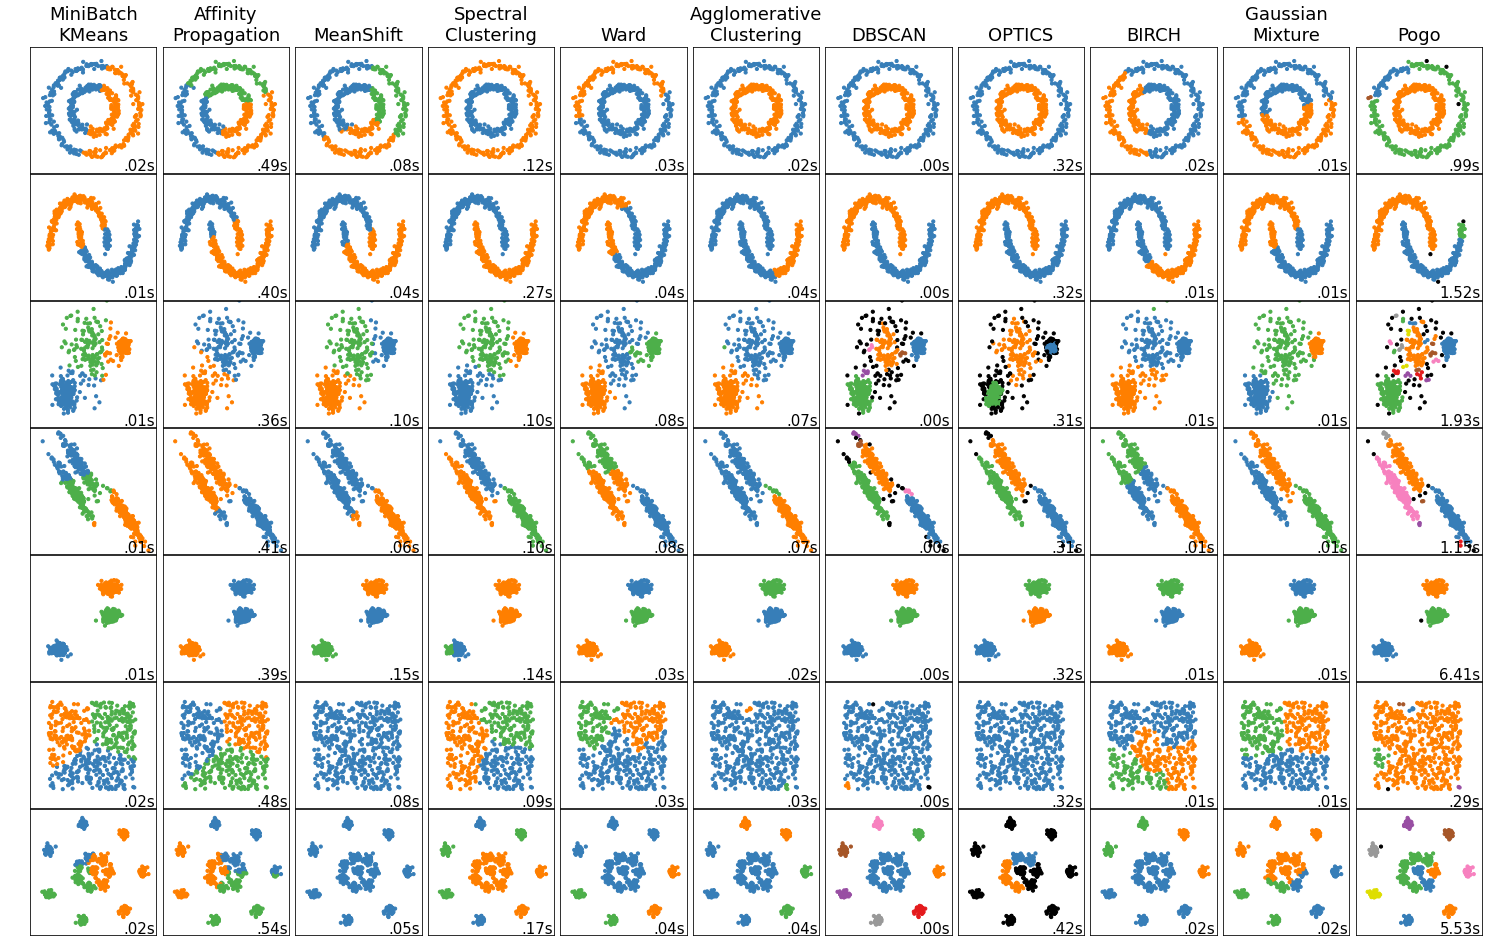 MiniBatch
KMeans
Affinity
Propagation
MeanShift
Spectral
Clustering
Ward
Agglomerative
Clustering
DBSCAN
OPTICS
BIRCH
Gaussian
Mixture
Pogo
.02s .49s .08s .12s .03s .02s .00s .32s .02s .01s .99s
.01s .40s .04s .27s .04s .04s .00s .32s .01s .01s 1.52s
.01s .36s .10s .10s .08s .07s .00s .31s .01s .01s 1.93s
.01s .41s .06s .10s .08s .07s .00s .31s .01s .01s 1.15s
.01s .39s .15s .14s .03s .02s .00s .32s .01s .01s 6.41s
.02s .48s .08s .09s .03s .03s .00s .32s .01s .01s .29s
.02s .54s .05s .17s .04s .04s .00s .42s .02s .02s 5.53s